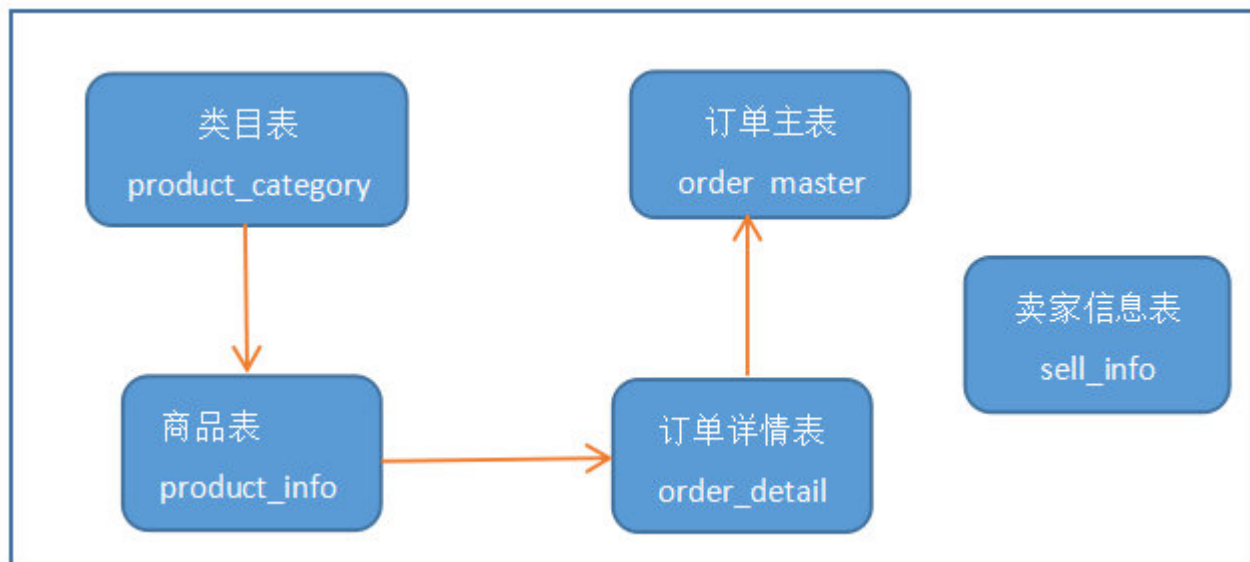 类目表
product_category
订单主表
order master
卖家信息表
sell_info
商品表
product_info
订单详情表
order_detail